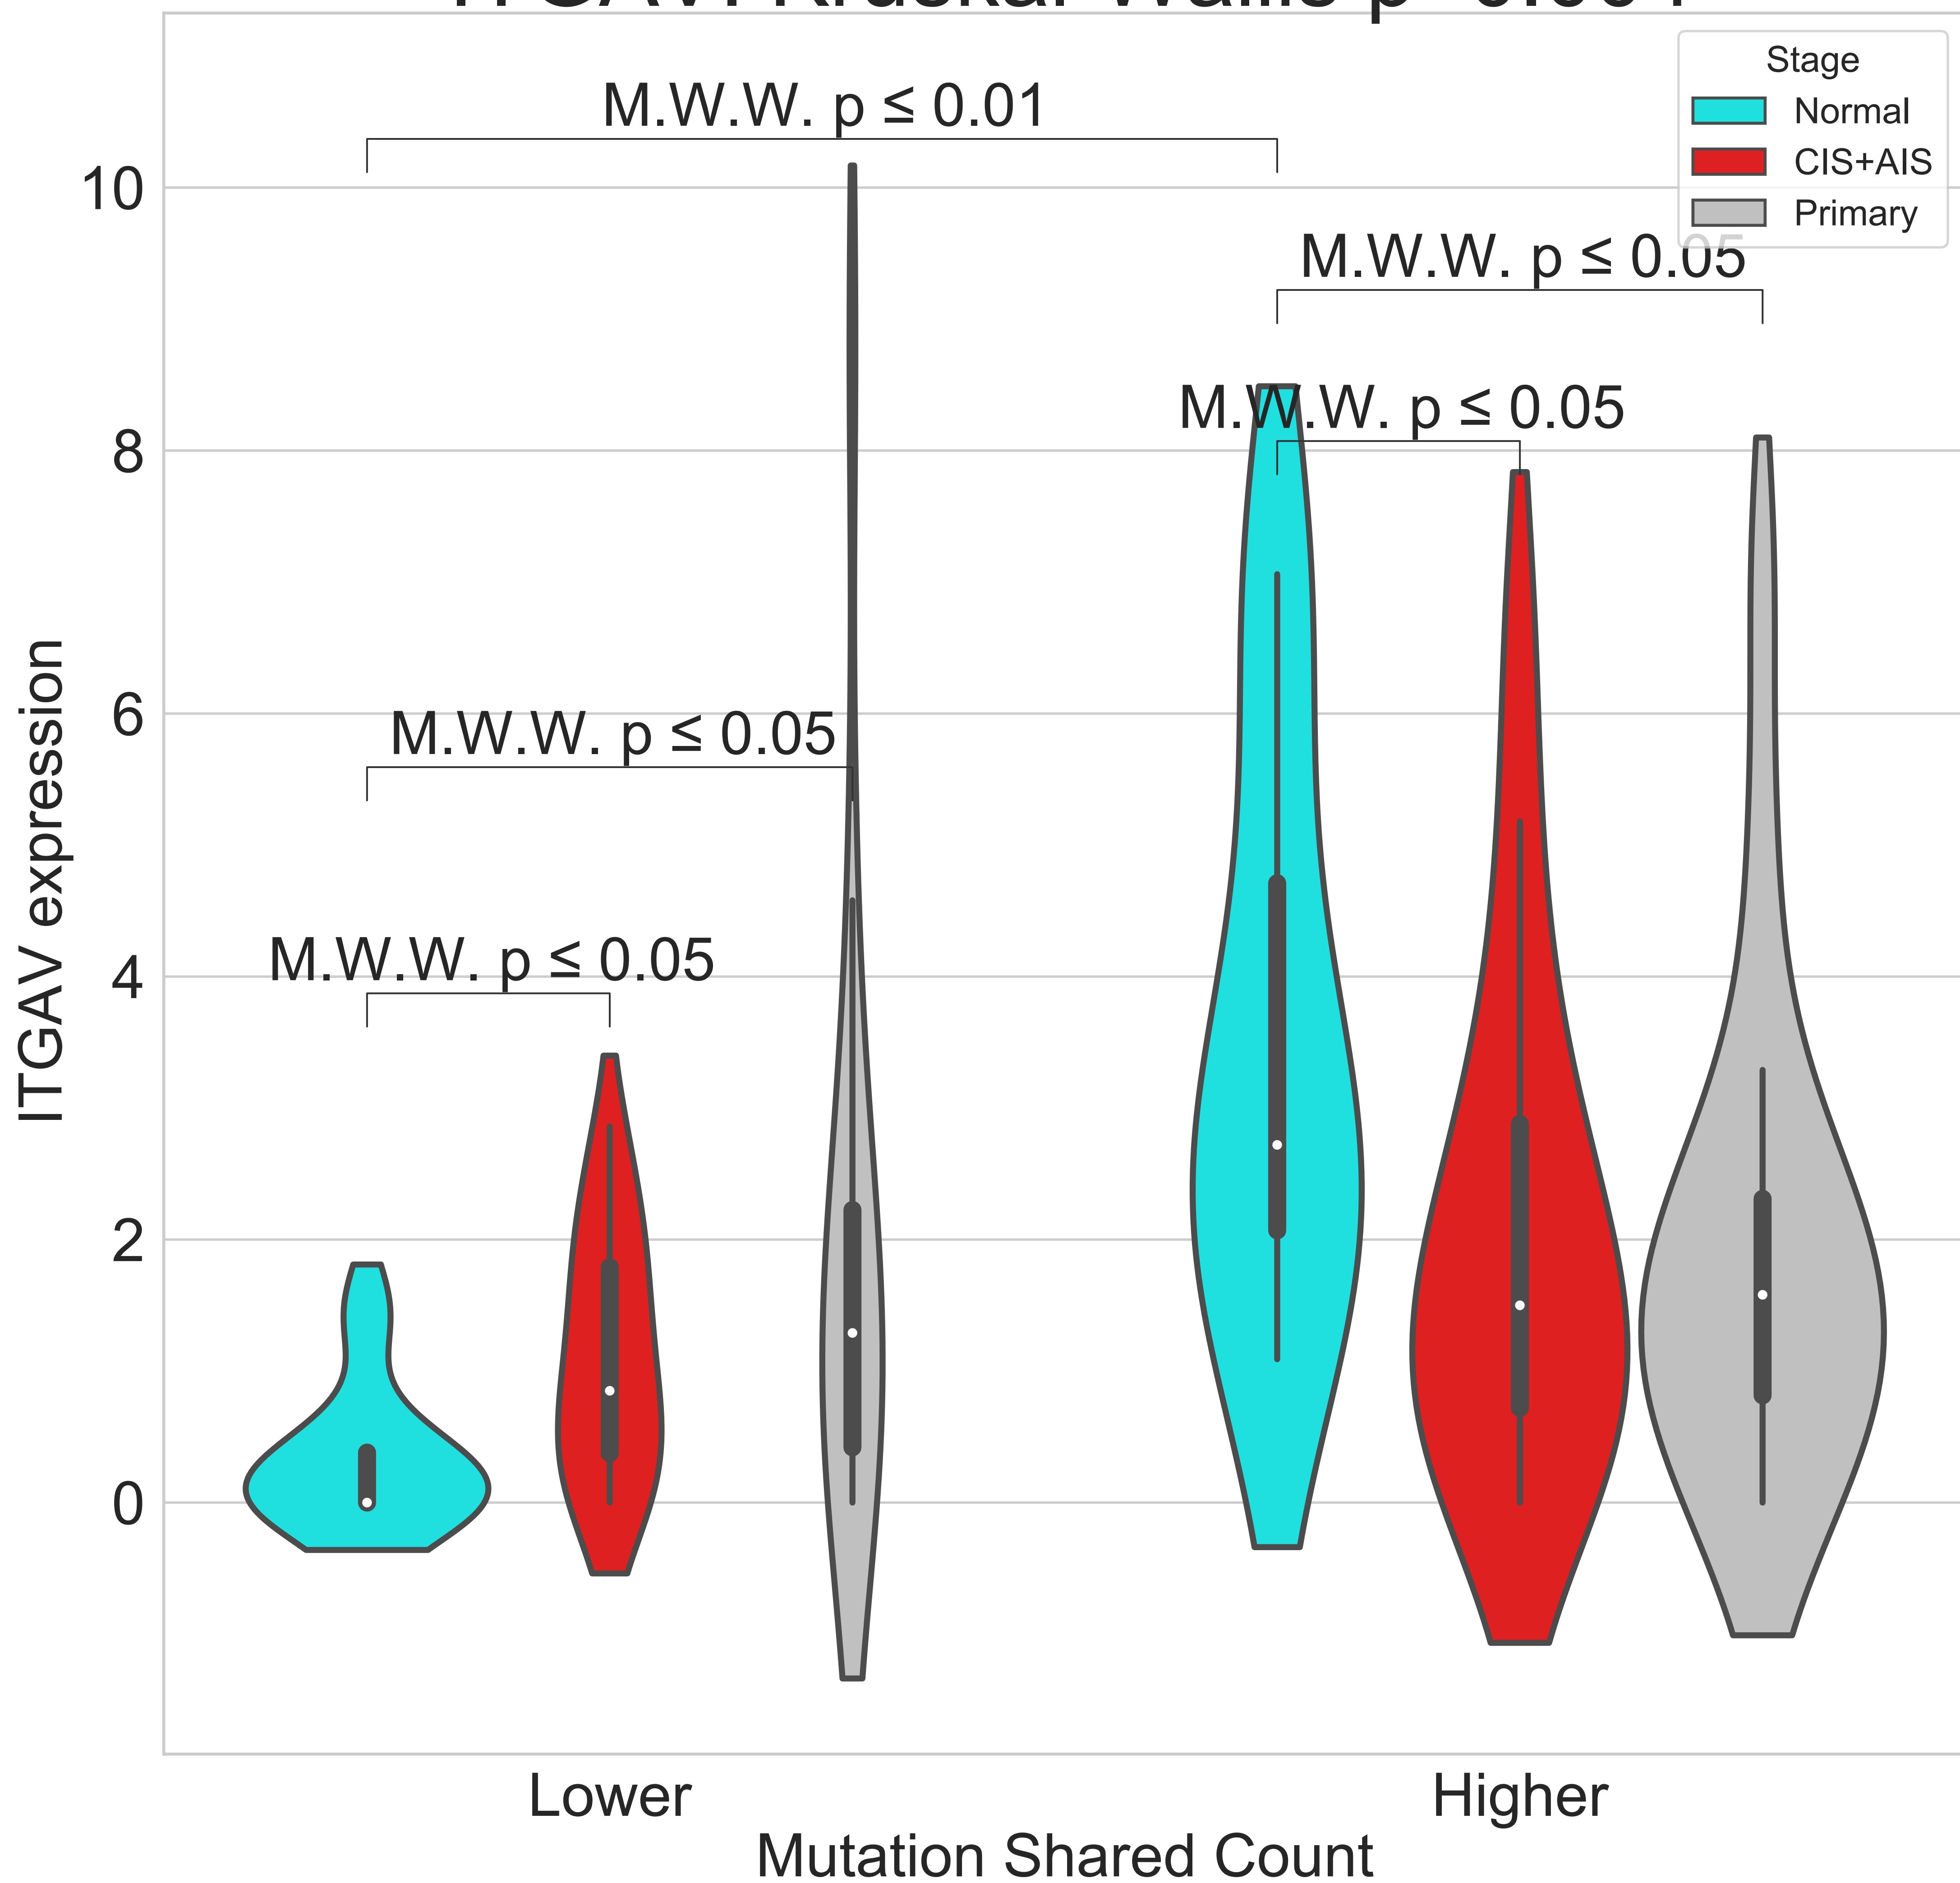 Stage
Normal
CIS+AIS
Primary
M.W.W. p ≤ 0.01
M.W.W. p ≤ 0.05
M.W.W. p ≤ 0.05
M.W.W. p ≤ 0.05
M.W.W. p ≤ 0.05
10
8
6
4
2
0
ITGAV expression
Lower
Higher
Mutation Shared Count